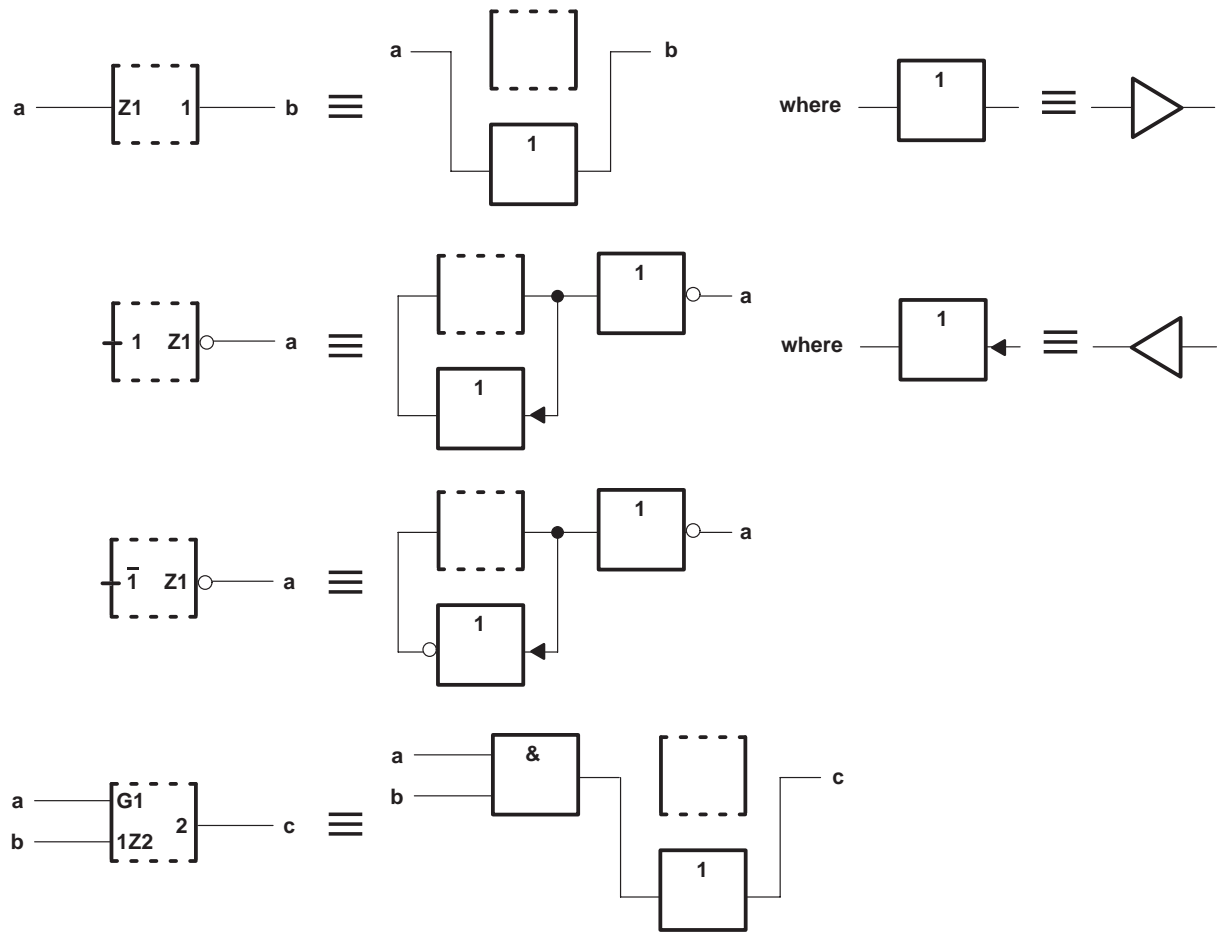 a Z1 1 b ≡ a b 1 where 1 ≡
1 Z1 a ≡ 1 a 1 where 1 ≡
1̅ Z1 a ≡ 1 a 1
a G1 b 1Z2 2 c ≡ a b & c 1